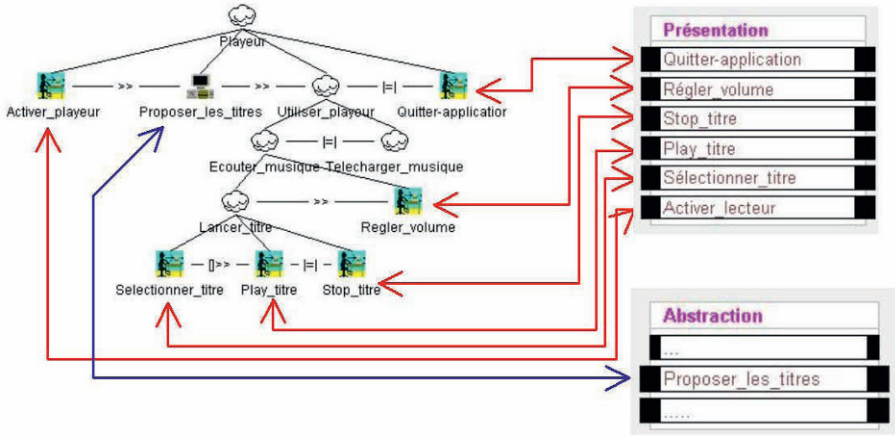 Playeur
Activer_playeur >> Proposer_les_titres >> Utiliser_playeur |=| Quitter-application
Ecouter_musique |=| Telecharger_musique
Lancer_titre >> Regler_volume
Selectionner_titre []>> Play_titre |=| Stop_titre
Présentation
Quitter-application
Régler_volume
Stop_titre
Play_titre
Sélectionner_titre
Activer_lecteur
Abstraction
...
Proposer_les_titres
.....